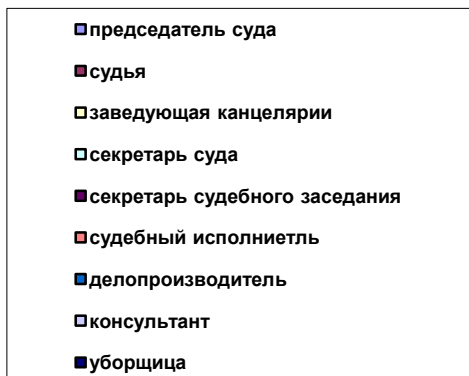 председатель суда
судья
заведующая канцелярии
секретарь суда
секретарь судебного заседания
судебный исполниетль
делопроизводитель
консультант
уборщица